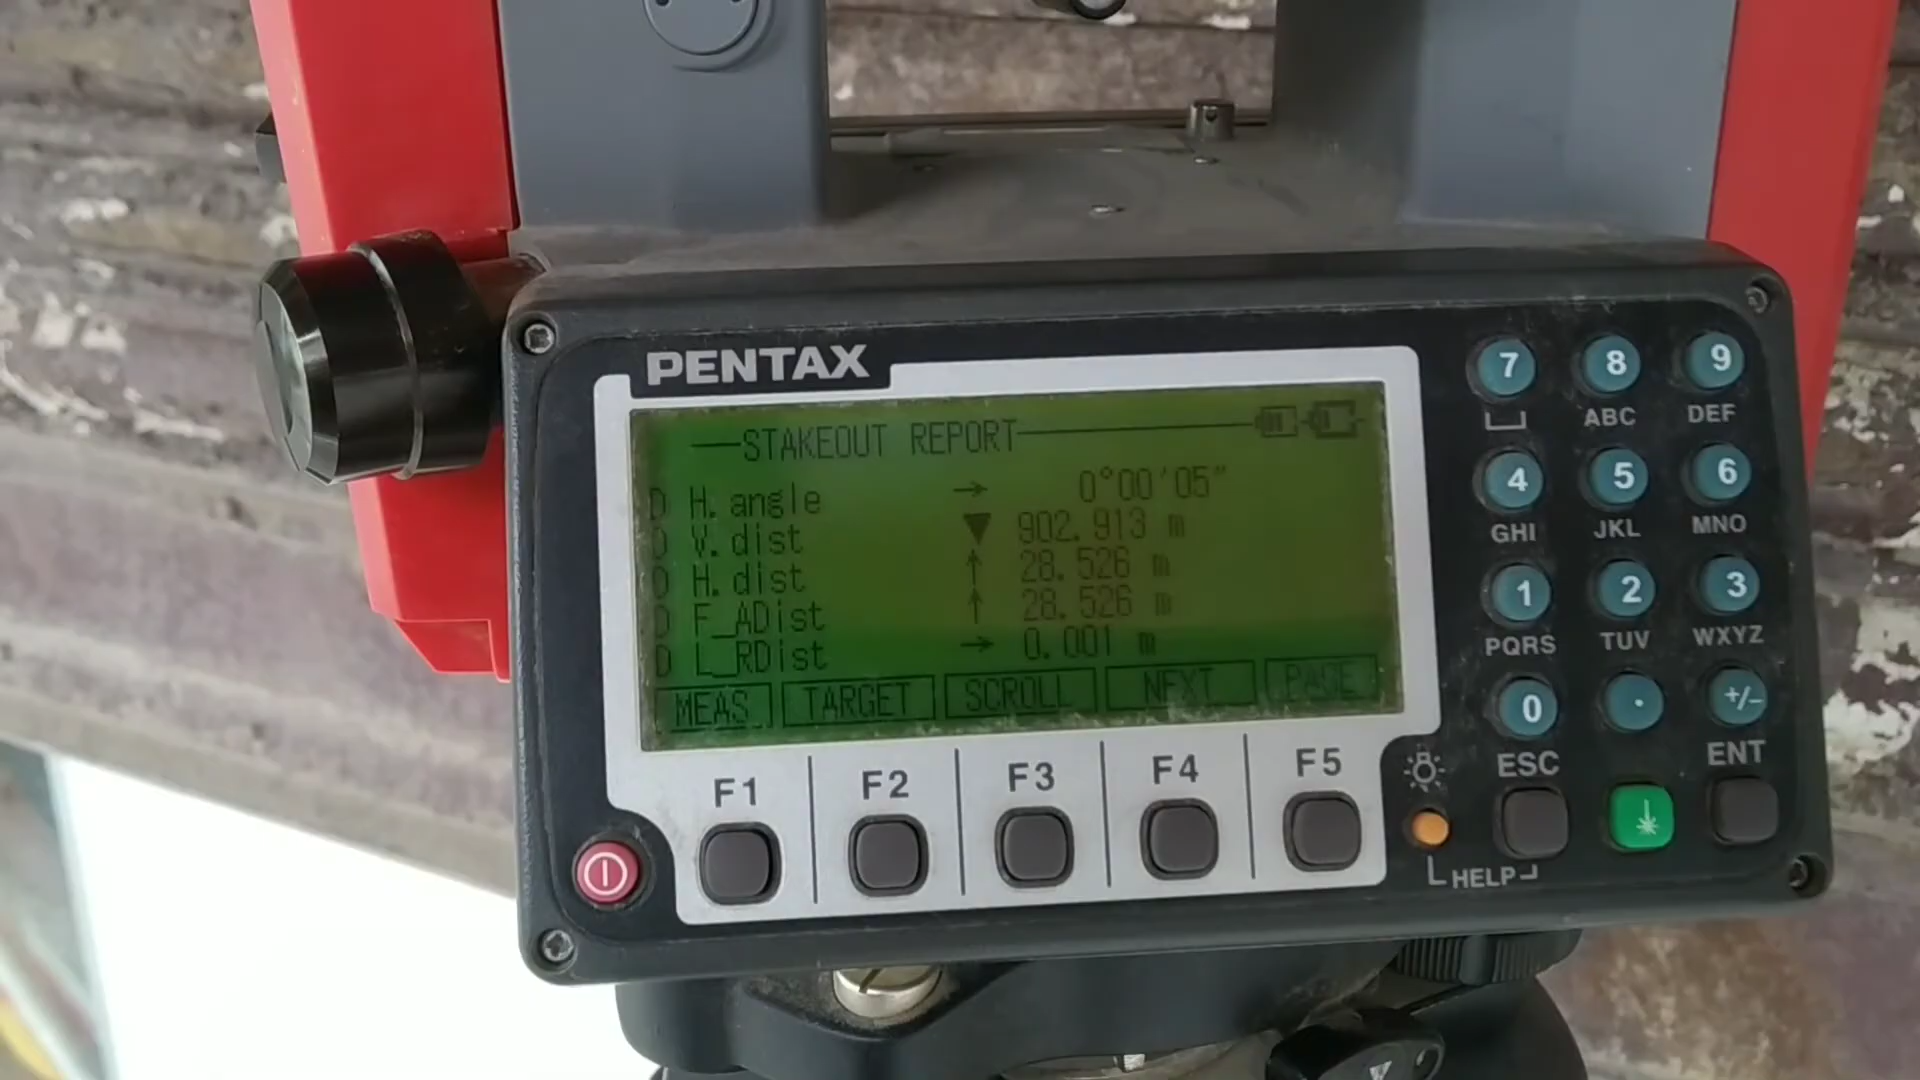 PENTAX
STAKEOUT REPORT
D H.angle → 0°00'05"
D V.dist ▼ 902.913 m
D H.dist ↑ 28.526 m
D F_ADist ↑ 28.526 m
D L_RDist → 0.001 m
MEAS TARGET SCROLL NEXT PAGE
F1 F2 F3 F4 F5
7 8 9
ABC DEF
4 5 6
GHI JKL MNO
1 2 3
PQRS TUV WXYZ
0 . +/-
ESC ENT
HELP